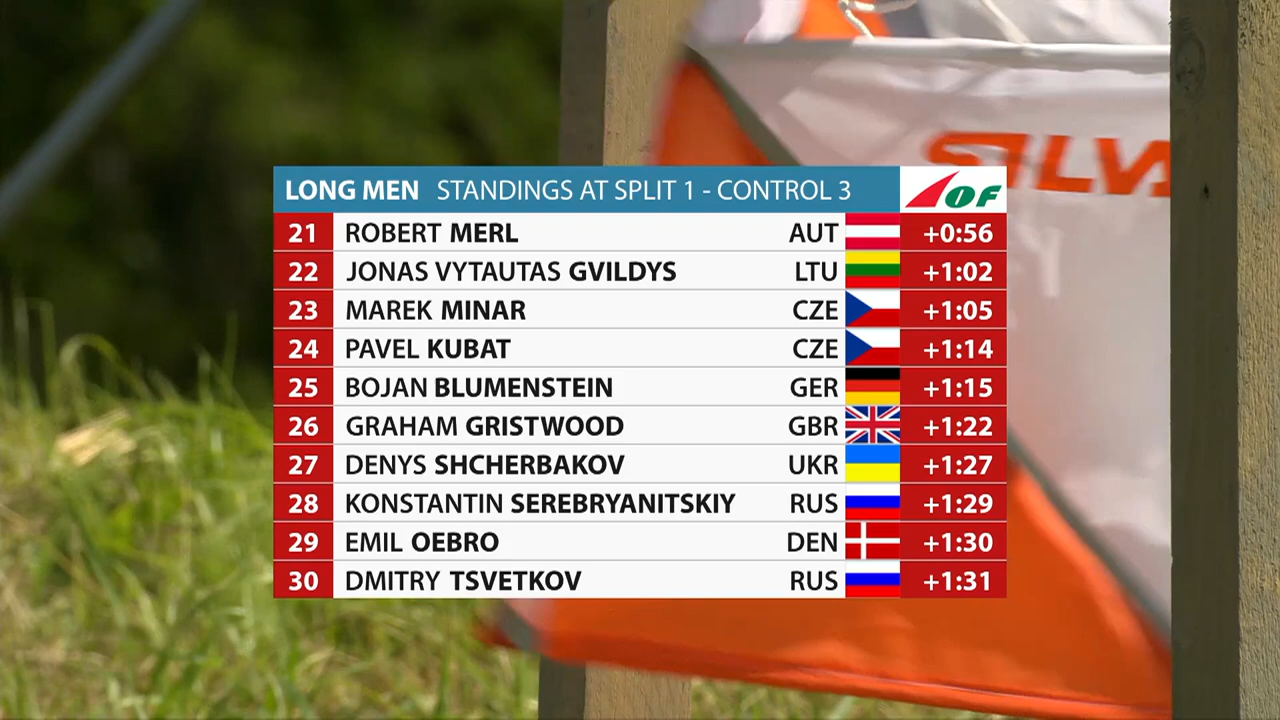 SILVA
LONG MEN STANDINGS AT SPLIT 1 - CONTROL 3 IOF
21 ROBERT MERL AUT +0:56
22 JONAS VYTAUTAS GVILDYS LTU +1:02
23 MAREK MINAR CZE +1:05
24 PAVEL KUBAT CZE +1:14
25 BOJAN BLUMENSTEIN GER +1:15
26 GRAHAM GRISTWOOD GBR +1:22
27 DENYS SHCHERBAKOV UKR +1:27
28 KONSTANTIN SEREBRYANITSKIY RUS +1:29
29 EMIL OEBRO DEN +1:30
30 DMITRY TSVETKOV RUS +1:31